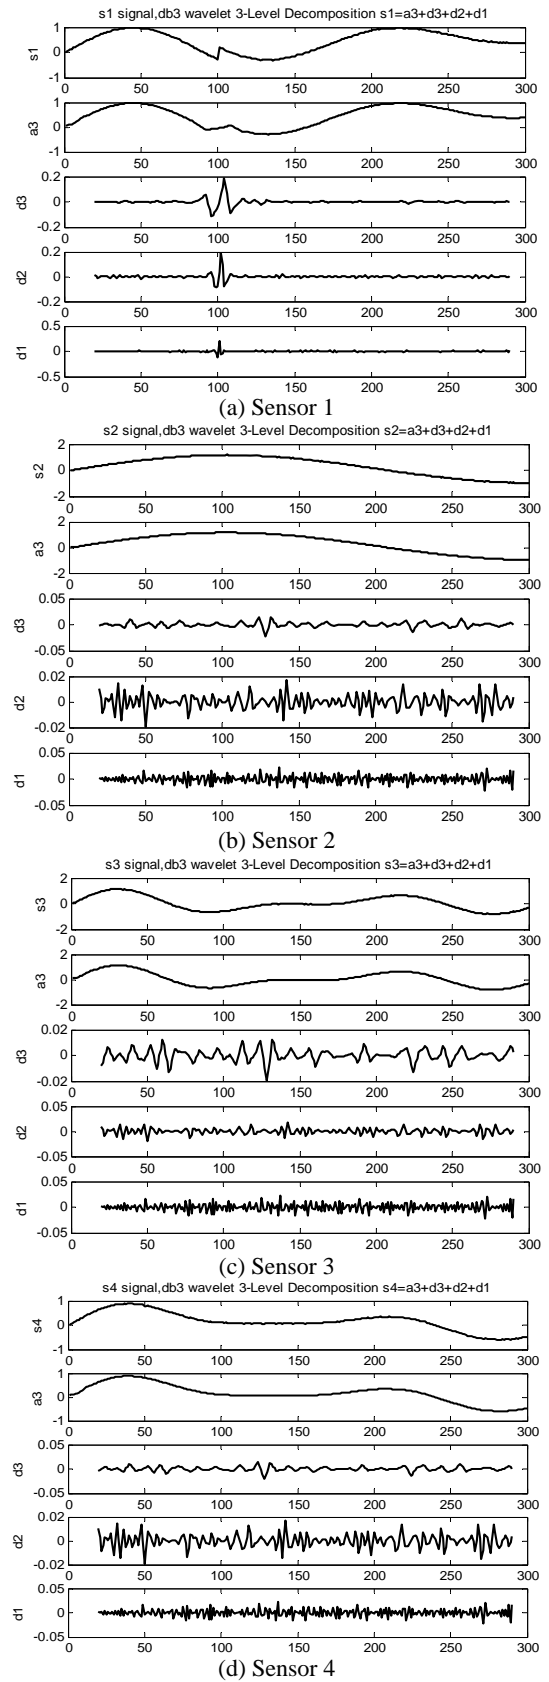 s1 signal,db3 wavelet 3-Level Decomposition s1=a3+d3+d2+d1
1
0
-1
s1
0 50 100 150 200 250 300
1
0
-1
a3
0 50 100 150 200 250 300
0.2
0
-0.2
d3
0 50 100 150 200 250 300
0.2
0
-0.2
d2
0 50 100 150 200 250 300
0.5
0
-0.5
d1
0 50 100 150 200 250 300
(a) Sensor 1
s2 signal,db3 wavelet 3-Level Decomposition s2=a3+d3+d2+d1
2
0
-2
s2
0 50 100 150 200 250 300
2
0
-2
a3
0 50 100 150 200 250 300
0.05
0
-0.05
d3
0 50 100 150 200 250 300
0.02
0
-0.02
d2
0 50 100 150 200 250 300
0.05
0
-0.05
d1
0 50 100 150 200 250 300
(b) Sensor 2
s3 signal,db3 wavelet 3-Level Decomposition s3=a3+d3+d2+d1
2
0
-2
s3
0 50 100 150 200 250 300
2
0
-2
a3
0 50 100 150 200 250 300
0.02
0
-0.02
d3
0 50 100 150 200 250 300
0.05
0
-0.05
d2
0 50 100 150 200 250 300
0.05
0
-0.05
d1
0 50 100 150 200 250 300
(c) Sensor 3
s4 signal,db3 wavelet 3-Level Decomposition s4=a3+d3+d2+d1
1
0
-1
s4
0 50 100 150 200 250 300
1
0
-1
a3
0 50 100 150 200 250 300
0.05
0
-0.05
d3
0 50 100 150 200 250 300
0.02
0
-0.02
d2
0 50 100 150 200 250 300
0.05
0
-0.05
d1
0 50 100 150 200 250 300
(d) Sensor 4